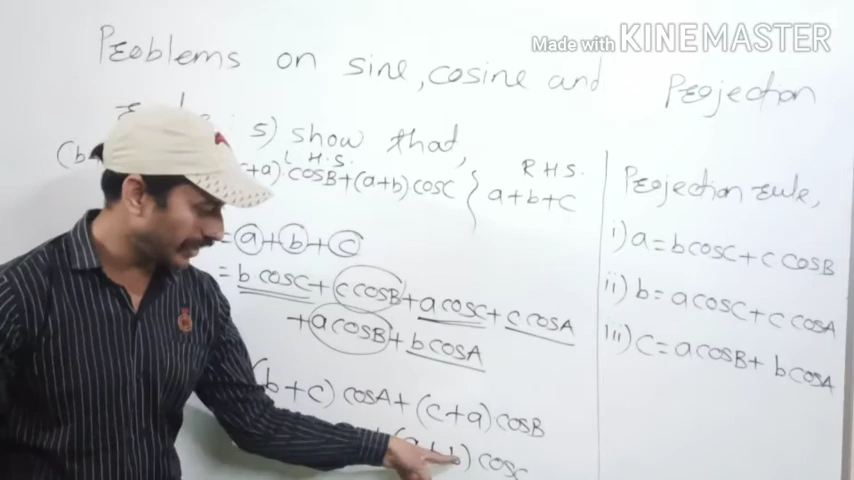 Made with KINEMASTER
Problems on sine, cosine and Projection
5) show that,
L.H.S. R.H.S.
(b +a) cosB+(a+b) cosC } a+b+c
= a+b+c
= b cosC + c cosB + a cosC + c cosA
+ a cosB + b cosA
(b+c) cosA + (c+a) cosB
b) cosC
Projection rule,
i) a = b cosC + c cosB
ii) b = a cosC + c cosA
iii) c = a cosB + b cosA